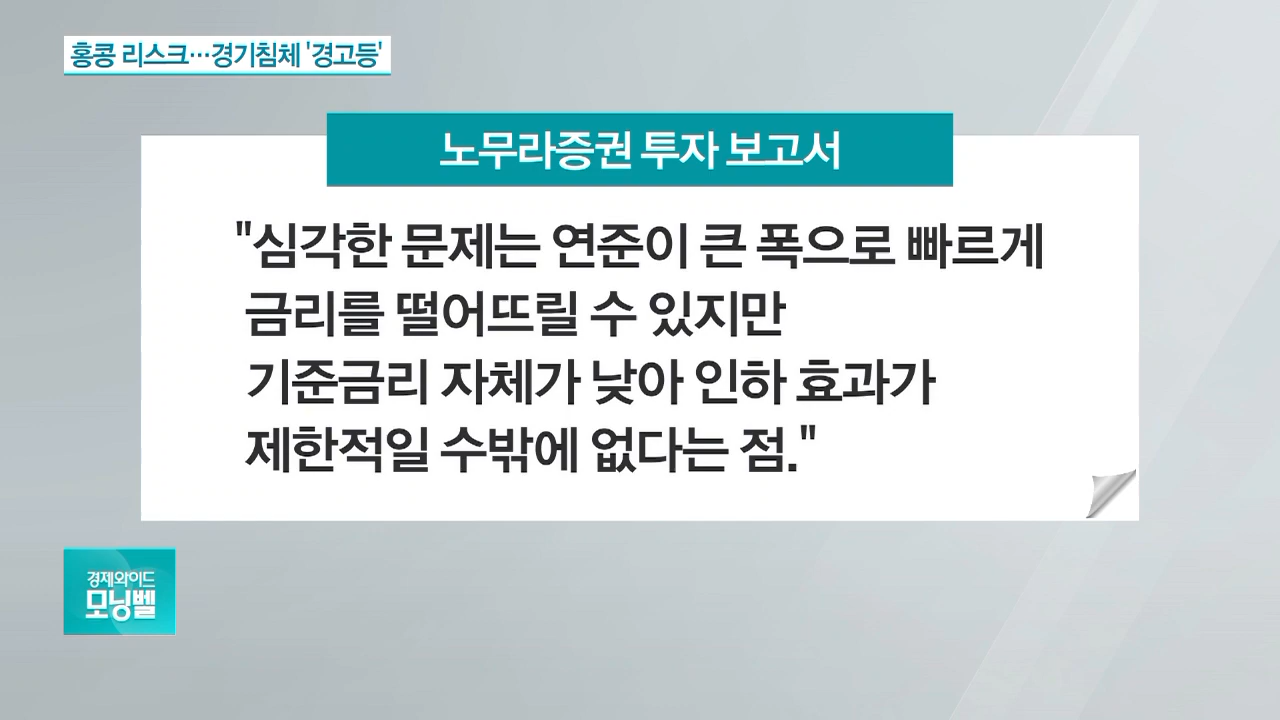 홍콩 리스크…경기침체 '경고등'
노무라증권 투자 보고서
"심각한 문제는 연준이 큰 폭으로 빠르게
금리를 떨어뜨릴 수 있지만
기준금리 자체가 낮아 인하 효과가
제한적일 수밖에 없다는 점."
경제와이드
모닝벨